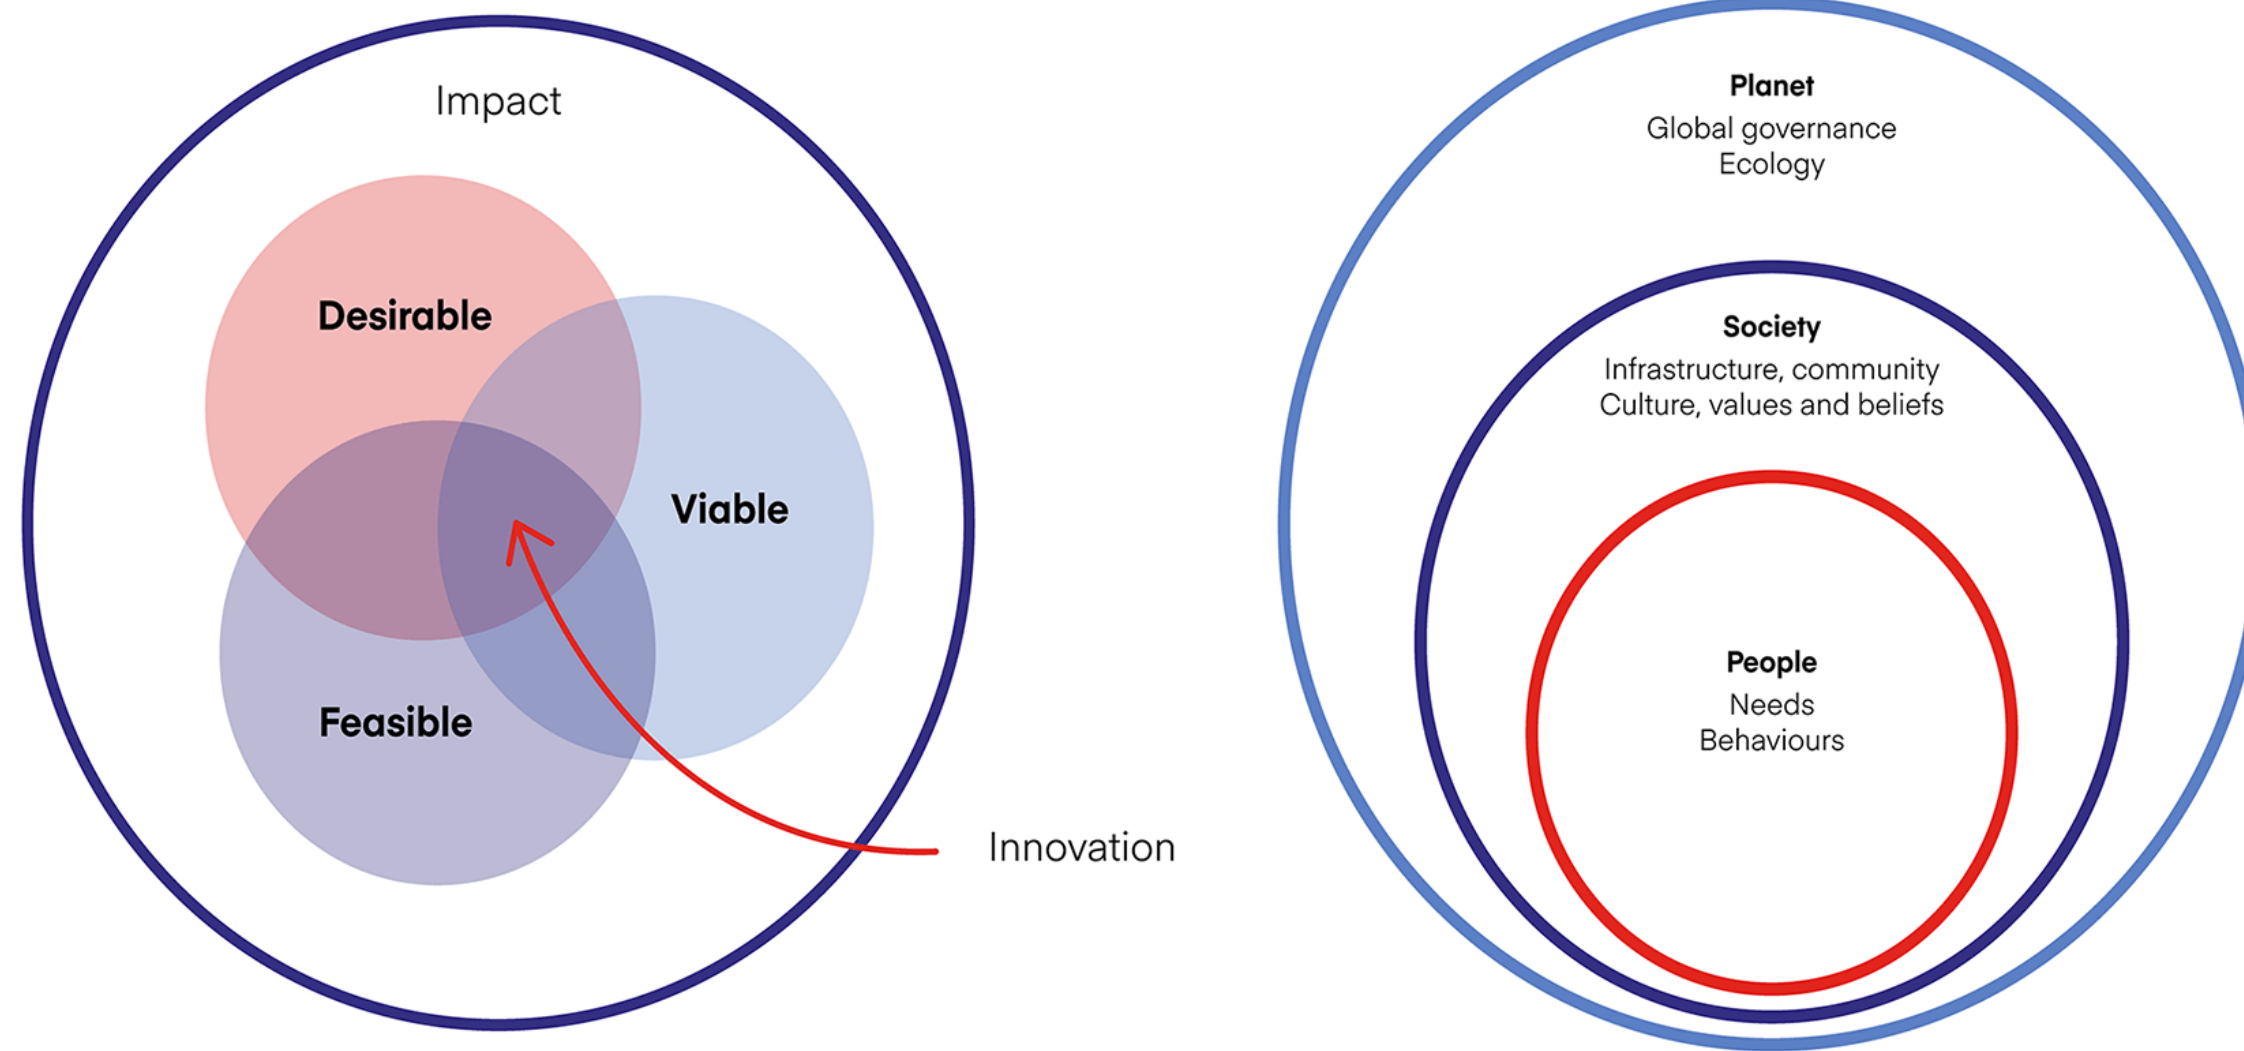 Impact
Desirable
Viable
Feasible
Innovation
Planet
Global governance
Ecology
Society
Infrastructure, community
Culture, values and beliefs
People
Needs
Behaviours